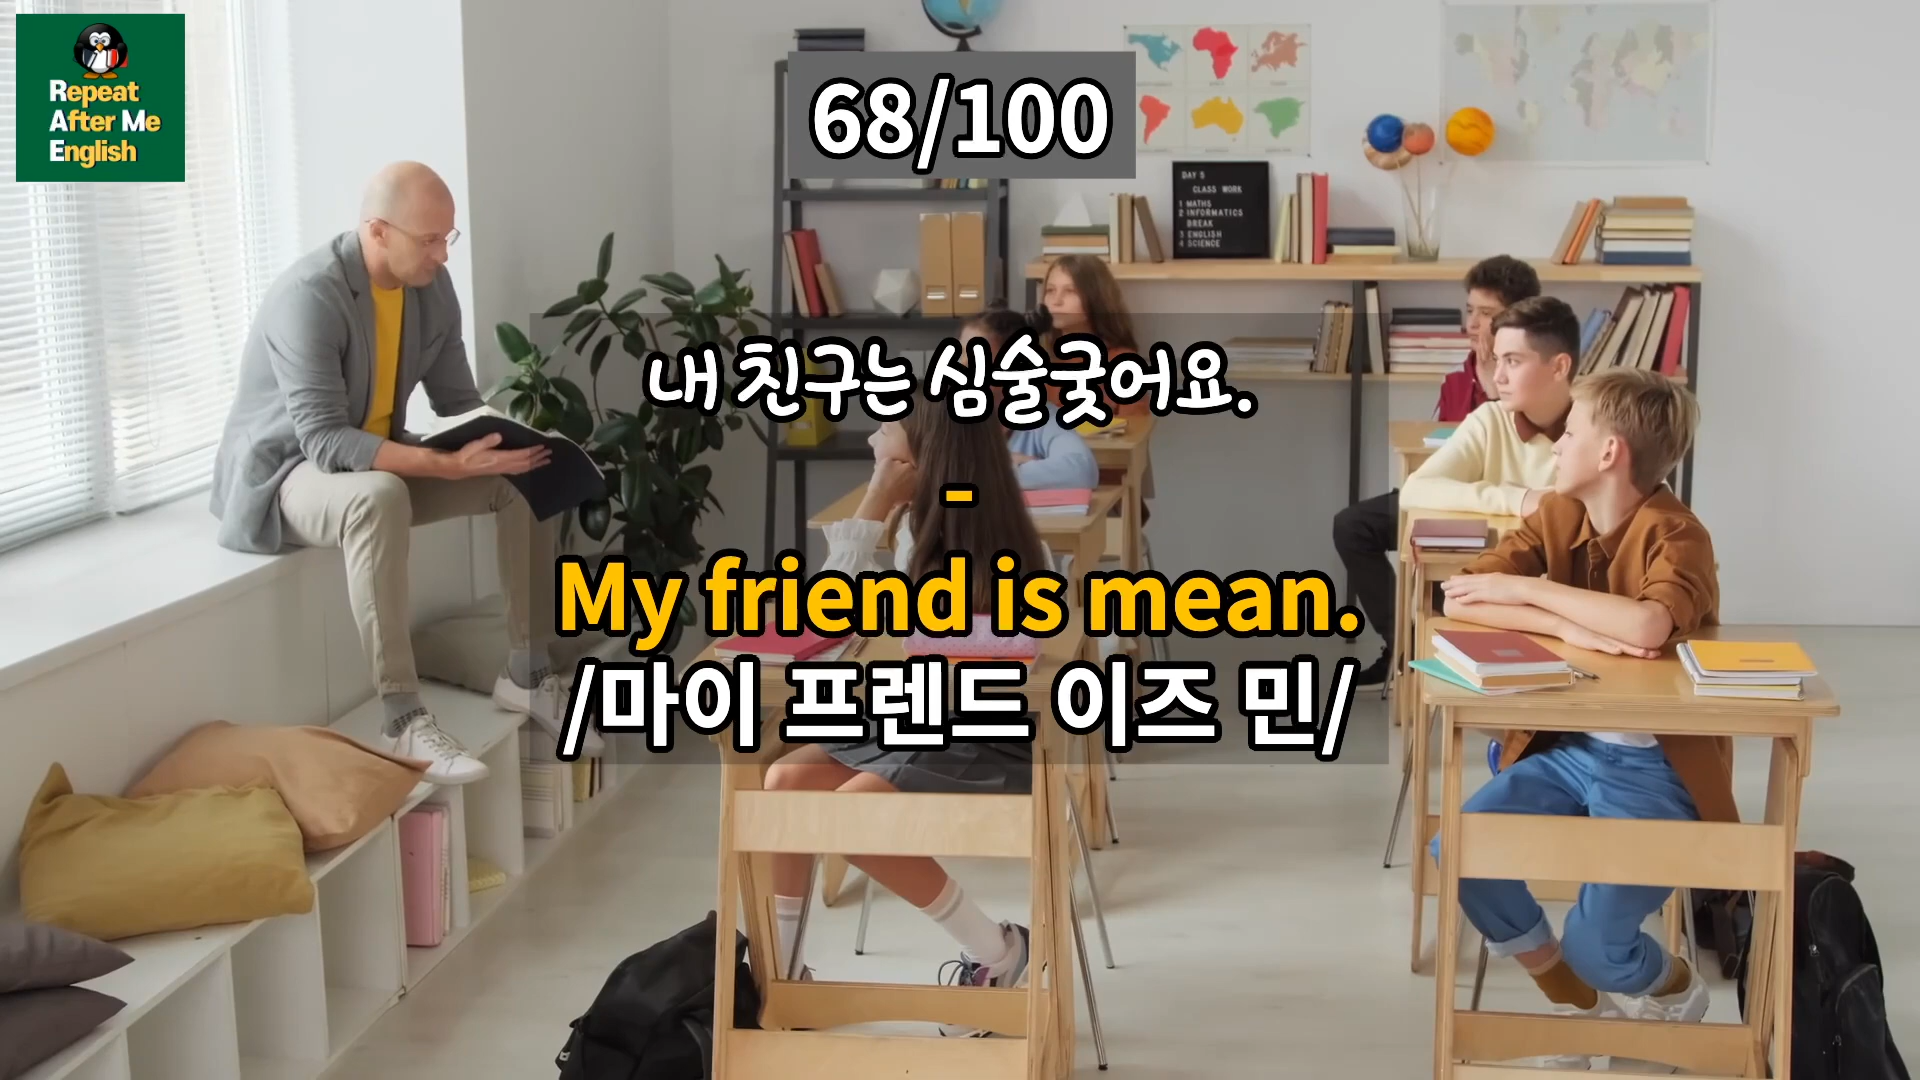 Repeat
After Me
English
68/100
DAY 5
CLASS WORK
1 MATHS
2 INFORMATICS
BREAK
3 ENGLISH
4 SCIENCE
내 친구는 심술궂어요.
-
My friend is mean.
/마이 프렌드 이즈 민/